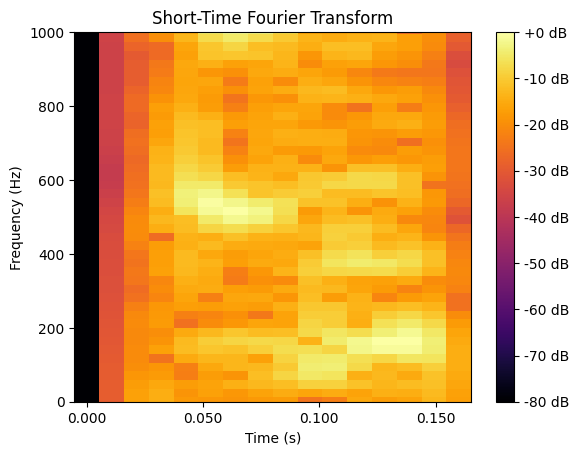 Short-Time Fourier Transform
Frequency (Hz)
1000
800
600
400
200
0
0.000
0.050
0.100
0.150
Time (s)
+0 dB
-10 dB
-20 dB
-30 dB
-40 dB
-50 dB
-60 dB
-70 dB
-80 dB